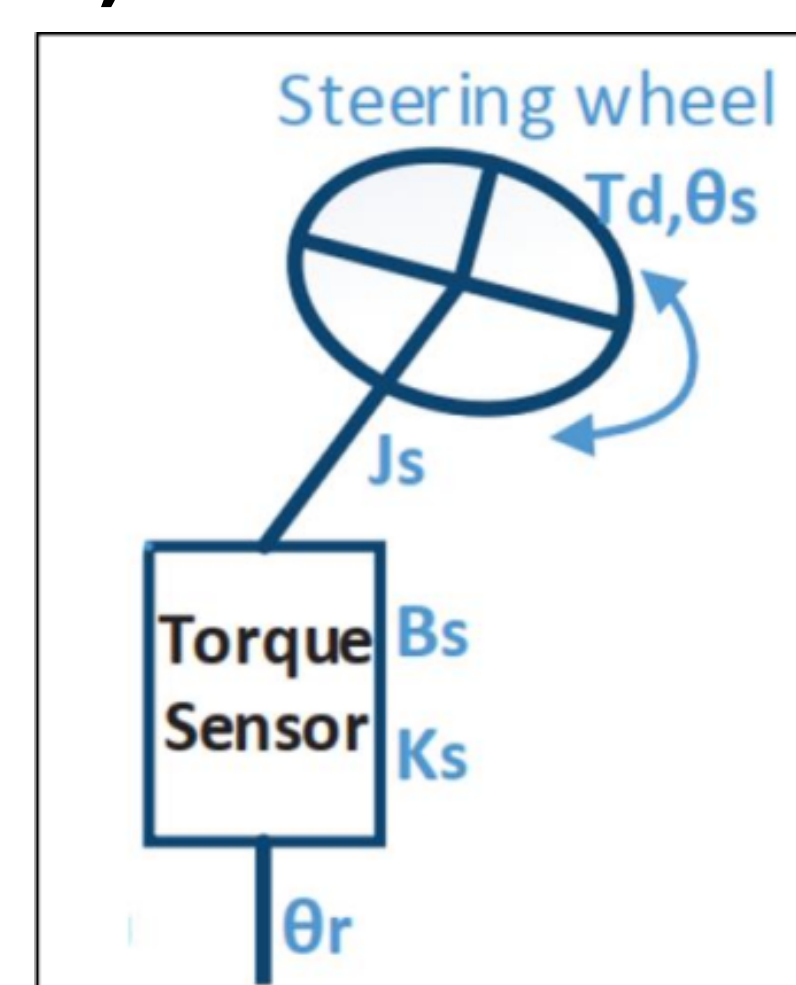 Steering wheel
Td,θs
Js
Torque
Sensor
Bs
Ks
θr